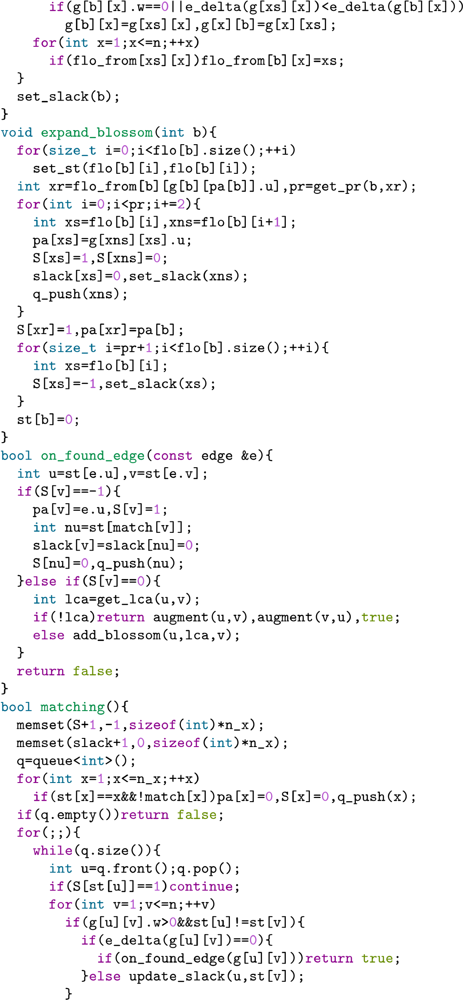 if(g[b][x].w==0||e_delta(g[xs][x])<e_delta(g[b][x]))
g[b][x]=g[xs][x],g[x][b]=g[x][xs];
for(int x=1;x<=n;++x)
if(flo_from[xs][x])flo_from[b][x]=xs;
}
set_slack(b);
}
void expand_blossom(int b){
for(size_t i=0;i<flo[b].size();++i)
set_st(flo[b][i],flo[b][i]);
int xr=flo_from[b][g[b][pa[b]].u],pr=get_pr(b,xr);
for(int i=0;i<pr;i+=2){
int xs=flo[b][i],xns=flo[b][i+1];
pa[xs]=g[xns][xs].u;
S[xs]=1,S[xns]=0;
slack[xs]=0,set_slack(xns);
q_push(xns);
}
S[xr]=1,pa[xr]=pa[b];
for(size_t i=pr+1;i<flo[b].size();++i){
int xs=flo[b][i];
S[xs]=-1,set_slack(xs);
}
st[b]=0;
}
bool on_found_edge(const edge &e){
int u=st[e.u],v=st[e.v];
if(S[v]==-1){
pa[v]=e.u,S[v]=1;
int nu=st[match[v]];
slack[v]=slack[nu]=0;
S[nu]=0,q_push(nu);
}else if(S[v]==0){
int lca=get_lca(u,v);
if(!lca)return augment(u,v),augment(v,u),true;
else add_blossom(u,lca,v);
}
return false;
}
bool matching(){
memset(S+1,-1,sizeof(int)*n_x);
memset(slack+1,0,sizeof(int)*n_x);
q=queue<int>();
for(int x=1;x<=n_x;++x)
if(st[x]==x&&!match[x])pa[x]=0,S[x]=0,q_push(x);
if(q.empty())return false;
for(;;){
while(q.size()){
int u=q.front();q.pop();
if(S[st[u]]==1)continue;
for(int v=1;v<=n;++v)
if(g[u][v].w>0&&st[u]!=st[v]){
if(e_delta(g[u][v])==0){
if(on_found_edge(g[u][v]))return true;
}else update_slack(u,st[v]);
}